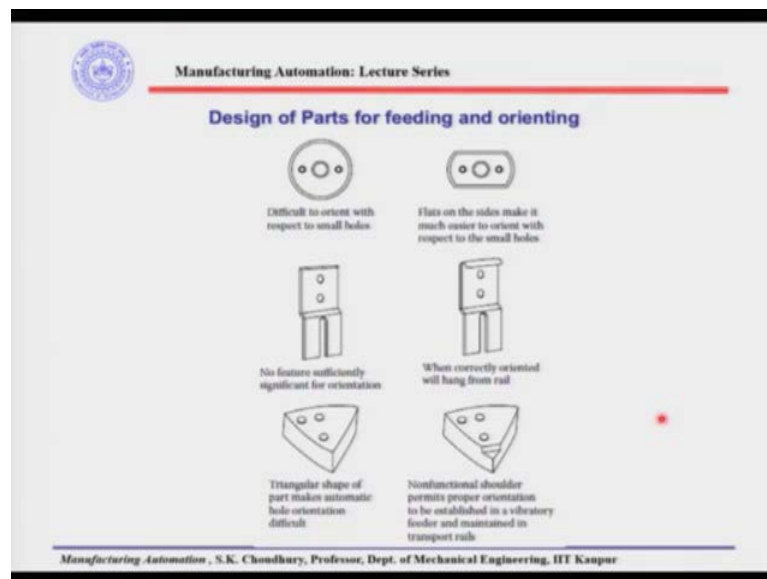 Manufacturing Automation: Lecture Series
Design of Parts for feeding and orienting
Difficult to orient with
respect to small holes
Flats on the sides make it
much easier to orient with
respect to the small holes
No feature sufficiently
significant for orientation
When correctly oriented
will hang from rail
Triangular shape of
part makes automatic
hole orientation
difficult
Nonfunctional shoulder
permits proper orientation
to be established in a vibratory
feeder and maintained in
transport rails
Manufacturing Automation , S.K. Choudhury, Professor, Dept. of Mechanical Engineering, IIT Kanpur